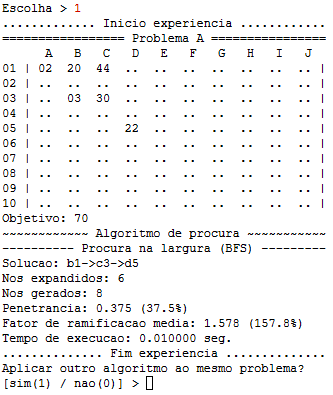 Escolha > 1
.............. Inicio experiencia .............
================== Problema A =================
      A   B   C   D   E   F   G   H   I   J
01 | 02  20  44  ..  ..  ..  ..  ..  ..  .. |
02 | ..  ..  ..  ..  ..  ..  ..  ..  ..  .. |
03 | ..  03  30  ..  ..  ..  ..  ..  ..  .. |
04 | ..  ..  ..  ..  ..  ..  ..  ..  ..  .. |
05 | ..  ..  ..  22  ..  ..  ..  ..  ..  .. |
06 | ..  ..  ..  ..  ..  ..  ..  ..  ..  .. |
07 | ..  ..  ..  ..  ..  ..  ..  ..  ..  .. |
08 | ..  ..  ..  ..  ..  ..  ..  ..  ..  .. |
09 | ..  ..  ..  ..  ..  ..  ..  ..  ..  .. |
10 | ..  ..  ..  ..  ..  ..  ..  ..  ..  .. |
Objetivo: 70
~~~~~~~~~~~~ Algoritmo de procura ~~~~~~~~~~~~
---------- Procura na largura (BFS) ----------
Solucao: b1->c3->d5
Nos expandidos: 6
Nos gerados: 8
Penetrancia: 0.375 (37.5%)
Fator de ramificacao media: 1.578 (157.8%)
Tempo de execucao: 0.010000 seg.
.............. Fim experiencia ..............
Aplicar outro algoritmo ao mesmo problema?
[sim(1) / nao(0)] >